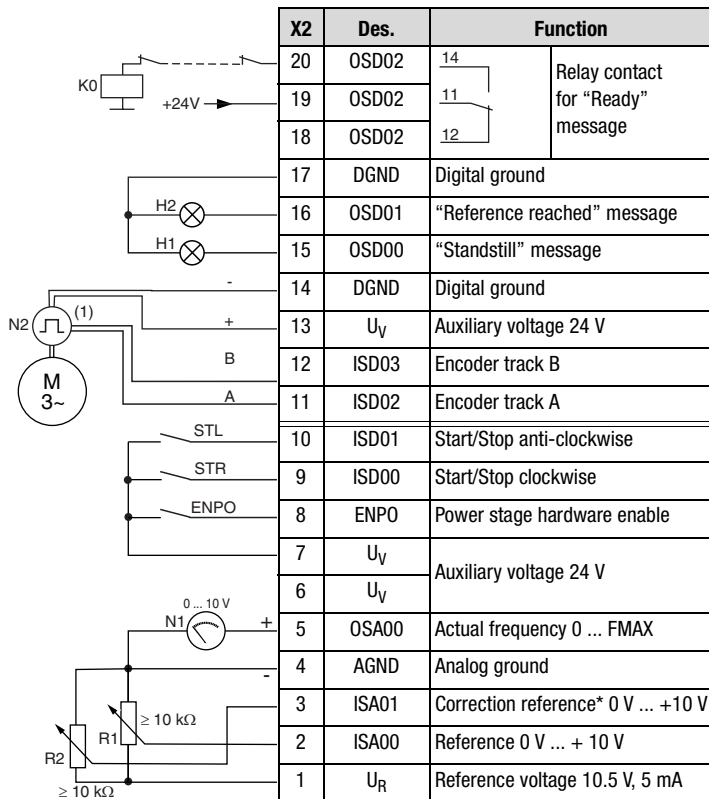 X2 Des. Function
20 OSD02 14 Relay contact
K0
19 OSD02 11 for "Ready"
+24V
18 OSD02 12 message
17 DGND Digital ground
H2 16 OSD01 "Reference reached" message
H1 15 OSD00 "Standstill" message
- 14 DGND Digital ground
N2 (1) + 13 UV Auxiliary voltage 24 V
B 12 ISD03 Encoder track B
M
3~
A 11 ISD02 Encoder track A
STL 10 ISD01 Start/Stop anti-clockwise
STR 9 ISD00 Start/Stop clockwise
ENPO 8 ENPO Power stage hardware enable
7 UV Auxiliary voltage 24 V
6 UV
0 ... 10 V
N1 + 5 OSA00 Actual frequency 0 ... FMAX
- 4 AGND Analog ground
3 ISA01 Correction reference* 0 V ... +10 V
≥ 10 kΩ
R1 2 ISA00 Reference 0 V ... + 10 V
R2
1 UR Reference voltage 10.5 V, 5 mA
≥ 10 kΩ